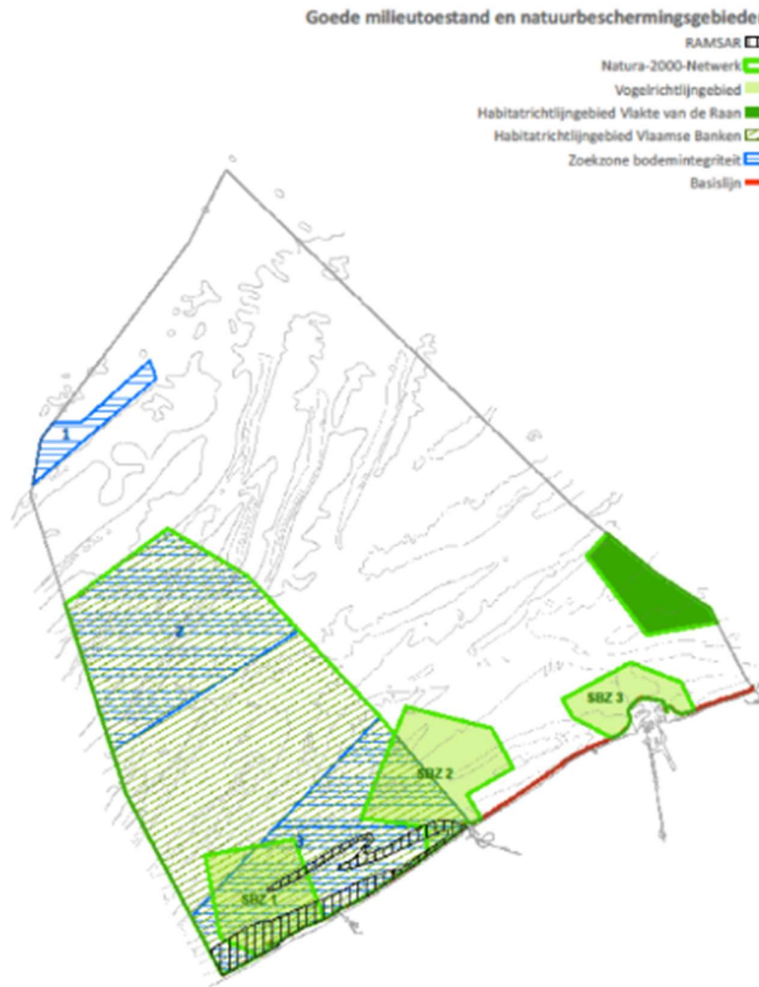 Goede milieutoestand en natuurbeschermingsgebieden
RAMSAR
Natura-2000-Netwerk
Vogelrichtlijngebied
Habitatrichtlijngebied Vlakte van de Raan
Habitatrichtlijngebied Vlaamse Banken
Zoekzone bodemintegriteit
Basislijn
1
2
SBZ 3
SBZ 2
3
SBZ 1